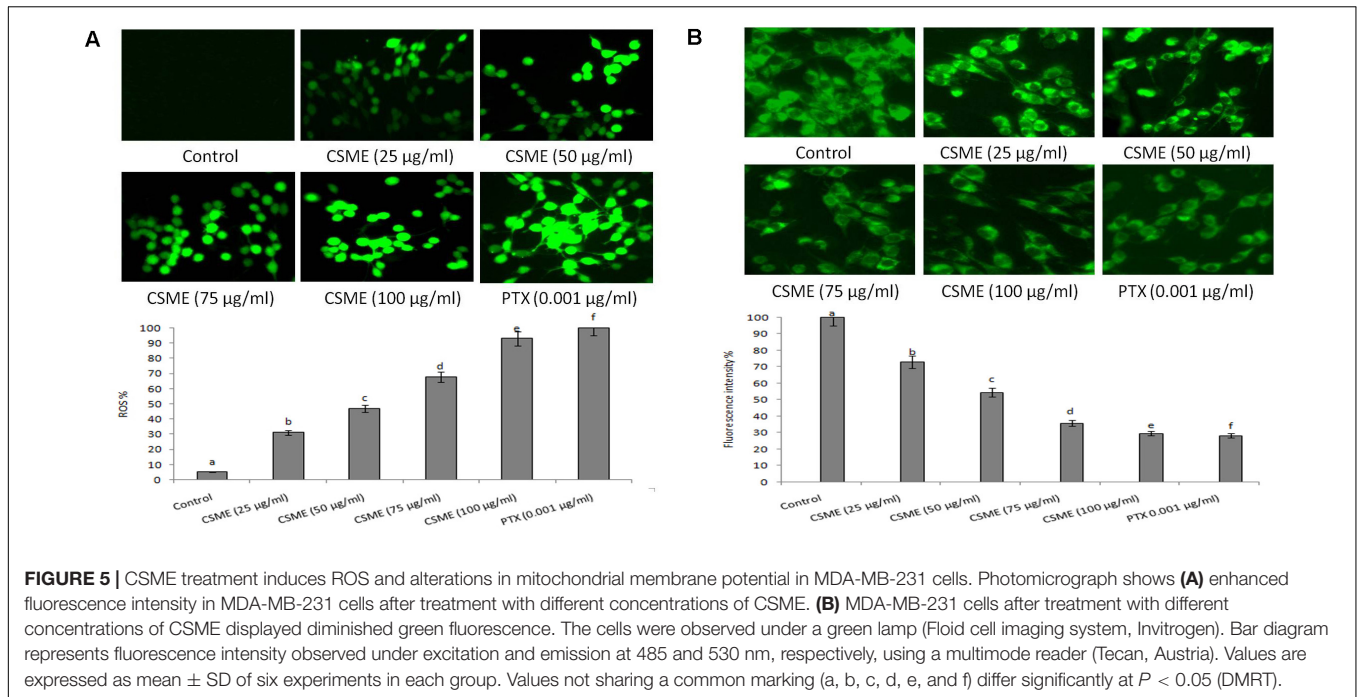 A
B
Control
CSME (25 µg/ml)
CSME (50 µg/ml)
CSME (75 µg/ml)
CSME (100 µg/ml)
PTX (0.001 µg/ml)
Control
CSME (25 µg/ml)
CSME (50 µg/ml)
CSME (75 µg/ml)
CSME (100 µg/ml)
PTX (0.001 µg/ml)
ROS %
100
90
80
70
60
50
40
30
20
10
0
a
b
c
d
e
f
Control
CSME (25 µg/ml)
CSME (50 µg/ml)
CSME (75 µg/ml)
CSME (100 µg/ml)
PTX (0.001 µg/ml)
Fluorescence intensity%
100
90
80
70
60
50
40
30
20
10
0
a
b
c
d
e
f
Control
CSME (25 µg/ml)
CSME (50 µg/ml)
CSME (75 µg/ml)
CSME (100 µg/ml)
PTX 0.001 µg/ml)
FIGURE 5 | CSME treatment induces ROS and alterations in mitochondrial membrane potential in MDA-MB-231 cells. Photomicrograph shows (A) enhanced
fluorescence intensity in MDA-MB-231 cells after treatment with different concentrations of CSME. (B) MDA-MB-231 cells after treatment with different
concentrations of CSME displayed diminished green fluorescence. The cells were observed under a green lamp (Floid cell imaging system, Invitrogen). Bar diagram
represents fluorescence intensity observed under excitation and emission at 485 and 530 nm, respectively, using a multimode reader (Tecan, Austria). Values are
expressed as mean ± SD of six experiments in each group. Values not sharing a common marking (a, b, c, d, e, and f) differ significantly at P < 0.05 (DMRT).